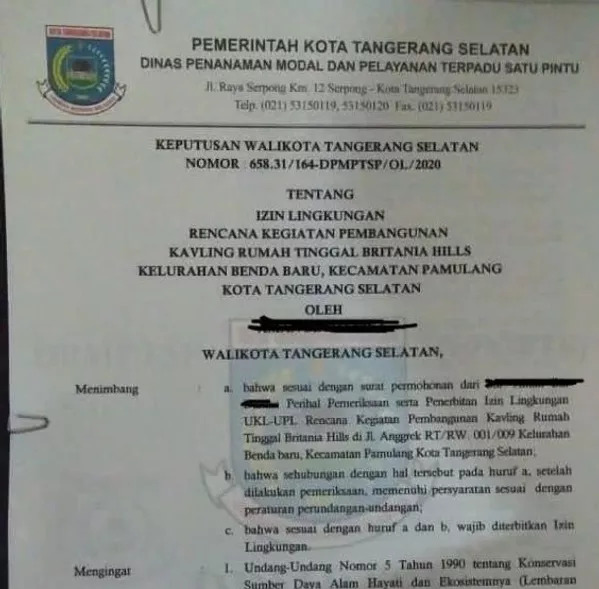 KOTA TANGERANG SELATAN
PEMERINTAH KOTA TANGERANG SELATAN
DINAS PENANAMAN MODAL DAN PELAYANAN TERPADU SATU PINTU
Jl. Raya Serpong Km. 12 Serpong - Kota Tangerang Selatan 15323
Telp. (021) 53150119, 53150120 Fax. (021) 53150119
KEPUTUSAN WALIKOTA TANGERANG SELATAN
NOMOR : 658.31/164-DPMPTSP/OL/2020
TENTANG
IZIN LINGKUNGAN
RENCANA KEGIATAN PEMBANGUNAN
KAVLING RUMAH TINGGAL BRITANIA HILLS
KELURAHAN BENDA BARU, KECAMATAN PAMULANG
KOTA TANGERANG SELATAN
OLEH
WALIKOTA TANGERANG SELATAN,
Menimbang : a. bahwa sesuai dengan surat permohonan dari
Perihal Pemeriksaan serta Penerbitan Izin Lingkungan
UKL-UPL Rencana Kegiatan Pembangunan Kavling Rumah
Tinggal Britania Hills di Jl. Anggrek RT/RW. 001/009 Kelurahan
Benda baru, Kecamatan Pamulang Kota Tangerang Selatan;
b. bahwa sehubungan dengan hal tersebut pada huruf a, setelah
dilakukan pemeriksaan, memenuhi persyaratan sesuai dengan
peraturan perundangan-undangan;
c. bahwa sesuai dengan huruf a dan b, wajib diterbitkan Izin
Lingkungan.
Mengingat : 1. Undang-Undang Nomor 5 Tahun 1990 tentang Konservasi
Sumber Daya Alam Hayati dan Ekosistemnya (Lembaran